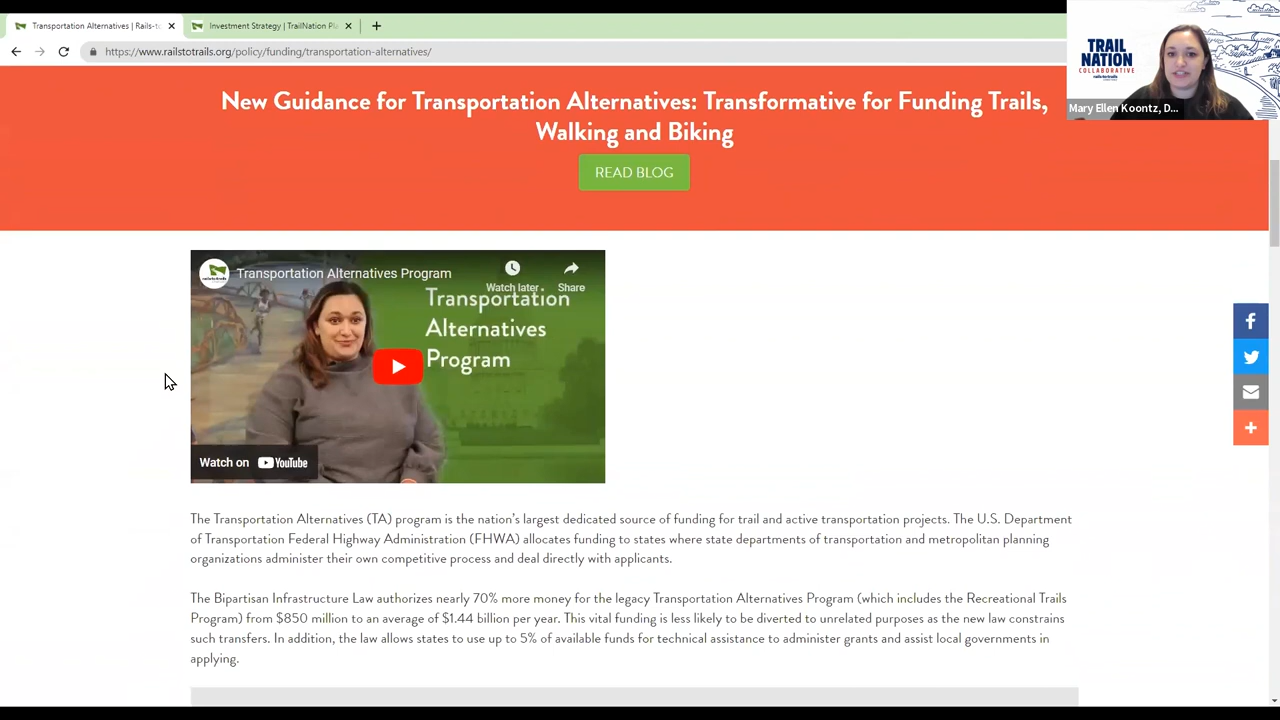 Transportation Alternatives | Rails-to
Investment Strategy | TrailNation Pl
https://www.railstotrails.org/policy/funding/transportation-alternatives/
TRAIL
NATION
COLLABORATIVE
Mary Ellen Koontz, D...
New Guidance for Transportation Alternatives: Transformative for Funding Trails,
Walking and Biking
READ BLOG
Transportation Alternatives Program
Watch later
Share
Transportation
Alternatives
Program
Watch on YouTube
The Transportation Alternatives (TA) program is the nation's largest dedicated source of funding for trail and active transportation projects. The U.S. Department
of Transportation Federal Highway Administration (FHWA) allocates funding to states where state departments of transportation and metropolitan planning
organizations administer their own competitive process and deal directly with applicants.
The Bipartisan Infrastructure Law authorizes nearly 70% more money for the legacy Transportation Alternatives Program (which includes the Recreational Trails
Program) from $850 million to an average of $1.44 billion per year. This vital funding is less likely to be diverted to unrelated purposes as the new law constrains
such transfers. In addition, the law allows states to use up to 5% of available funds for technical assistance to administer grants and assist local governments in
applying.